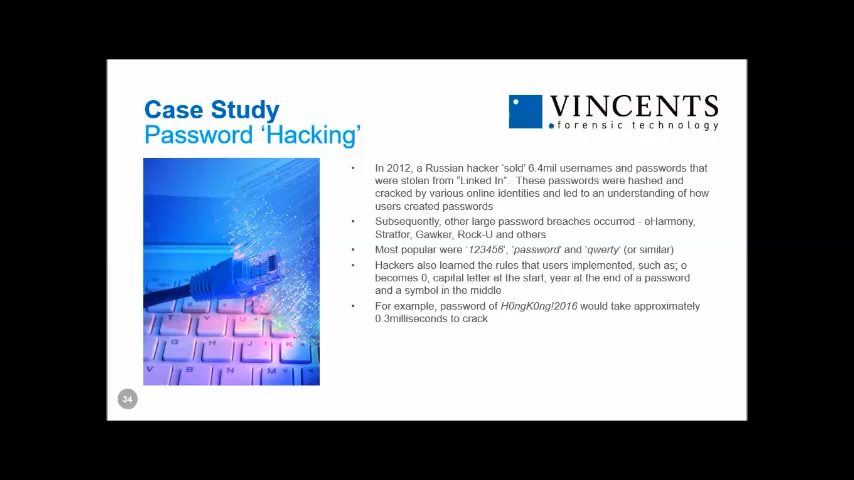 Case Study
Password ‘Hacking’
VINCENTS
forensic technology
• In 2012, a Russian hacker ‘sold’ 6.4mil usernames and passwords that
were stolen from “Linked In”. These passwords were hashed and
cracked by various online identities and led to an understanding of how
users created passwords
• Subsequently, other large password breaches occurred - eHarmony,
Stratfor, Gawker, Rock-U and others
• Most popular were ‘123456’, ‘password’ and ‘qwerty’ (or similar)
• Hackers also learned the rules that users implemented, such as; o
becomes 0, capital letter at the start, year at the end of a password
and a symbol in the middle
• For example, password of H0ngK0ng!2016 would take approximately
0.3milliseconds to crack
T Y U
G H J K L
V B N M
34